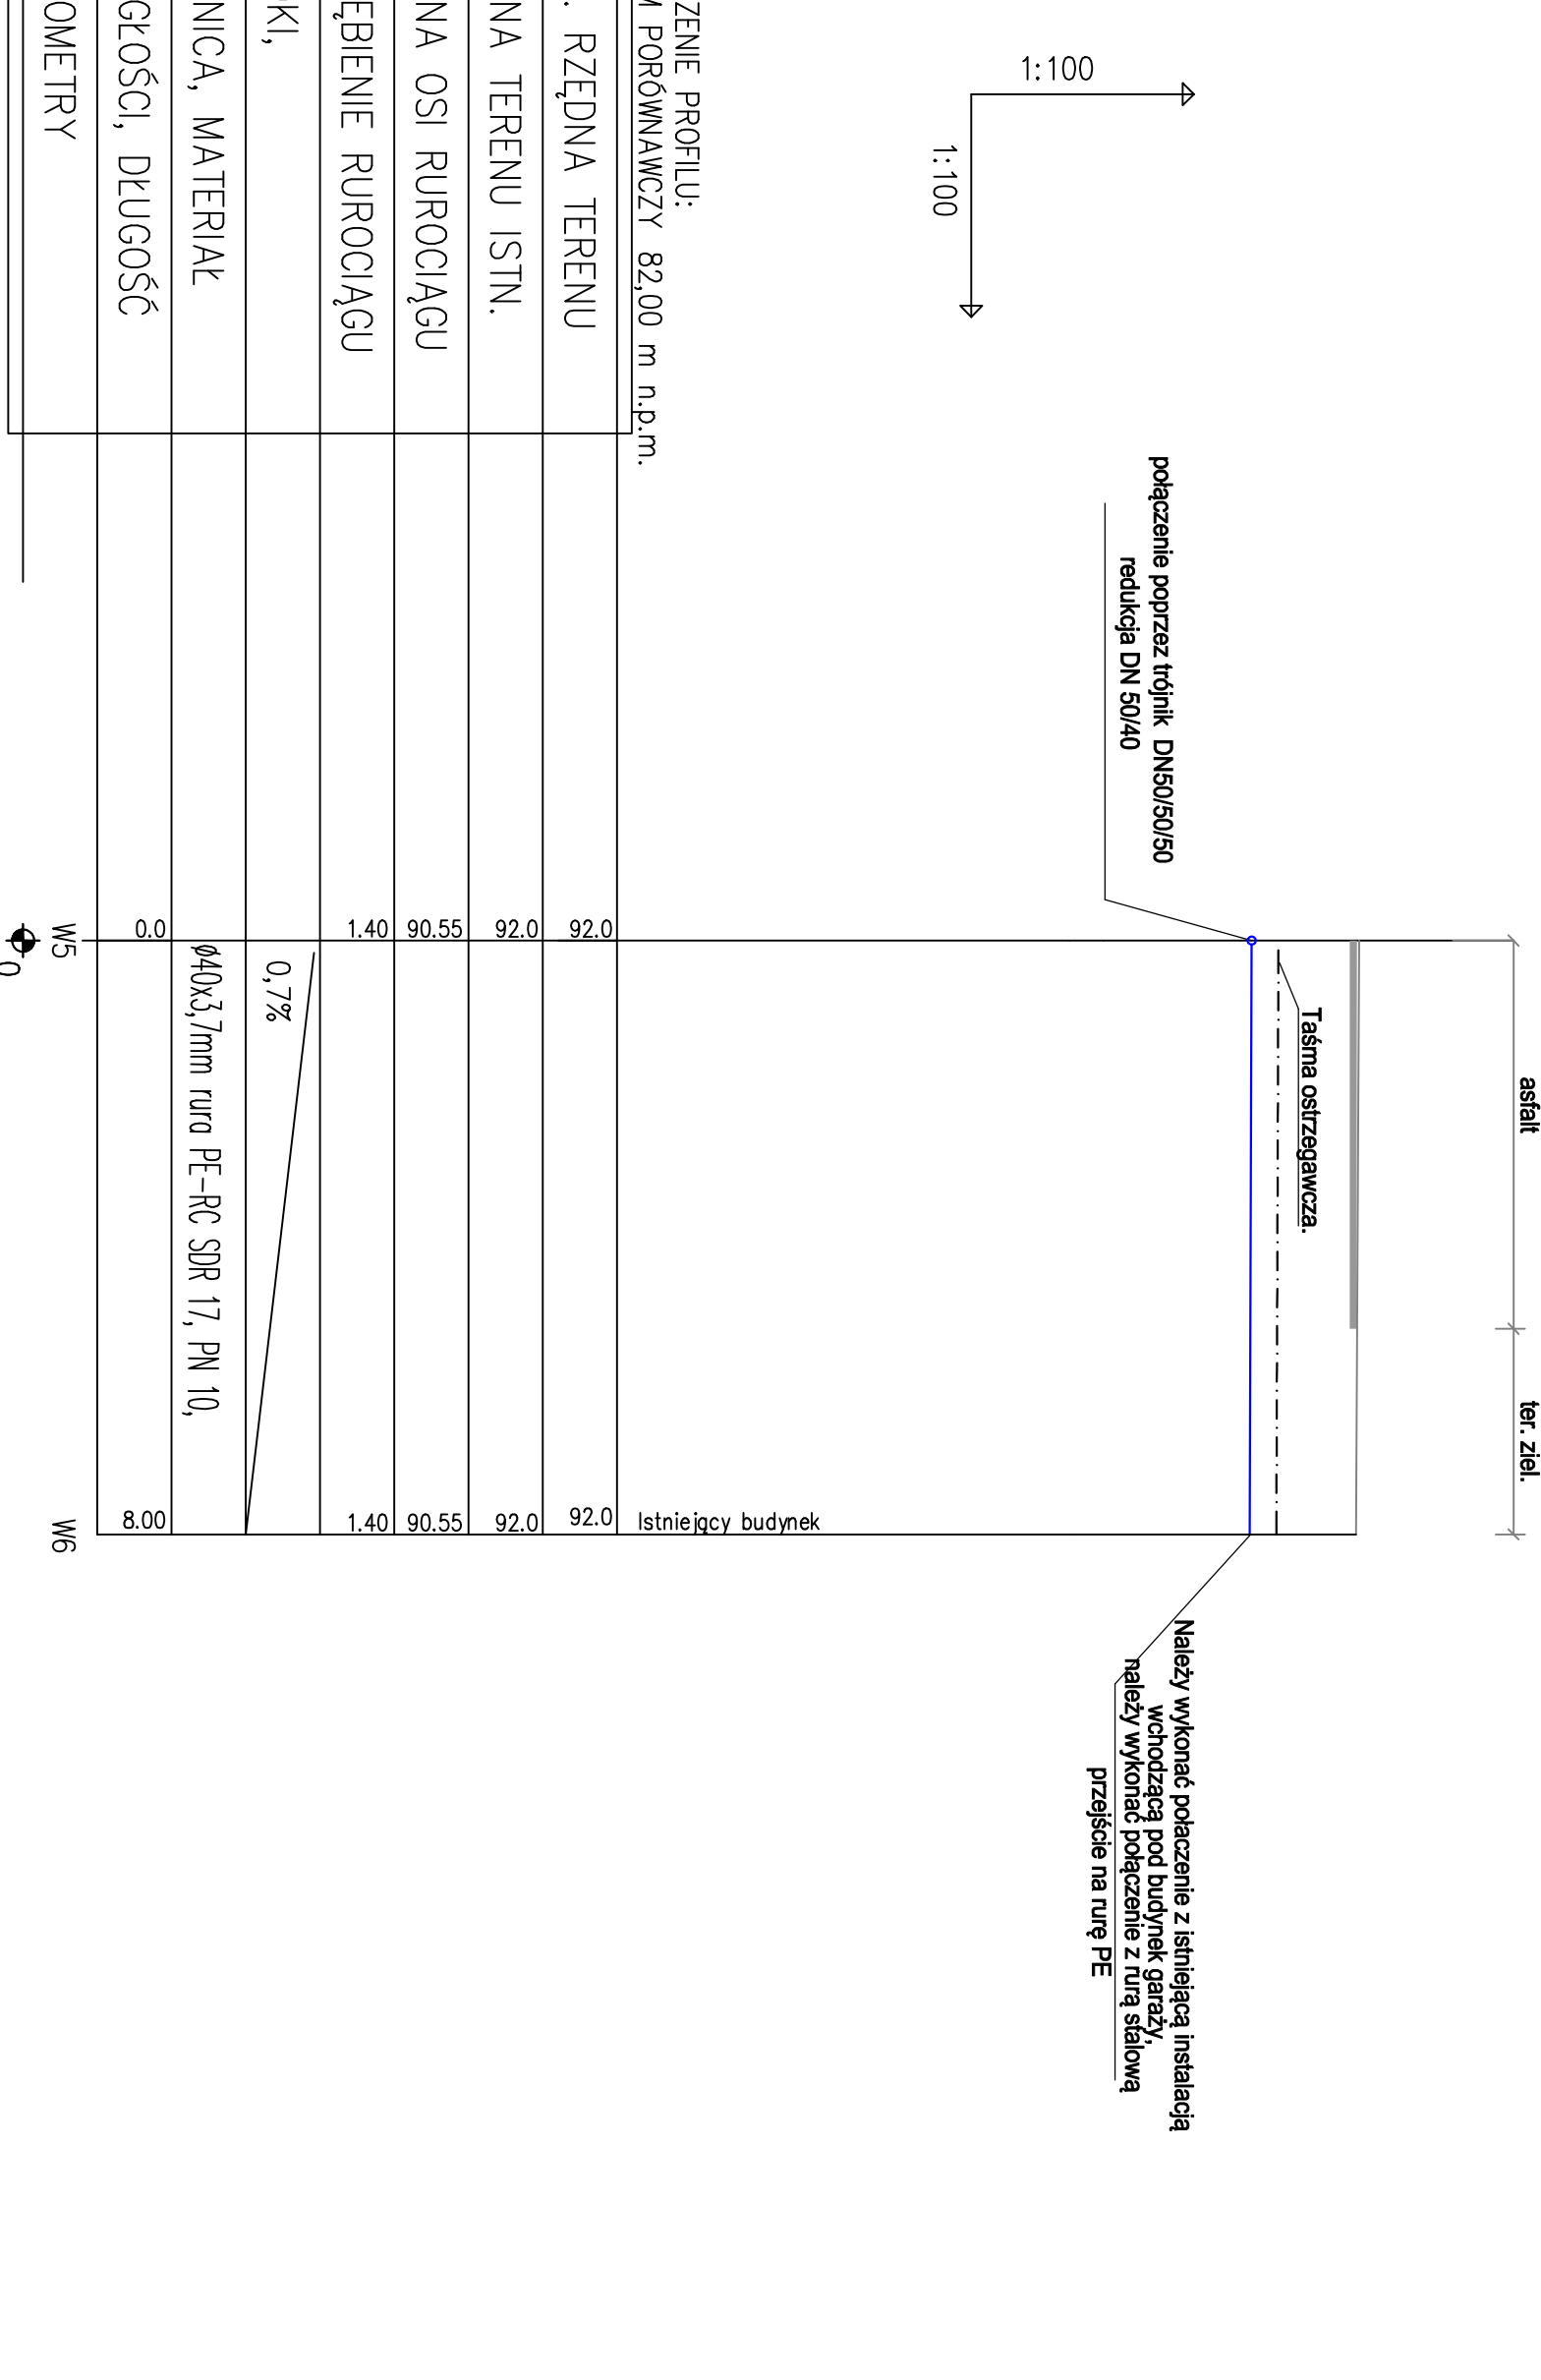 asfalt
ter. ziel.
Taśma ostrzegawcza.
1:100
1:100
połączenie poprzez trójnik DN50/50/50
redukcja DN 50/40
Należy wykonać połaczenie z istniejącą instalacją
wchodzącą pod budynek garaży,
należy wykonać połączenie z rurą stalową
przejście na rurę PE
ZENIE PROFILU:
M PORÓWNAWCZY 82,00 m n.p.m.
Istniejący budynek
. RZĘDNA TERENU 92.0 92.0
NA TERENU ISTN. 92.0 92.0
NA OSI RUROCIĄGU 90.55 90.55
ĘBIENIE RUROCIĄGU 1.40 1.40
KI, 0,7%
NICA, MATERIAŁ Ø40x3,7mm rura PE-RC SDR 17, PN 10,
GŁOŚCI, DŁUGOŚĆ 0.0 8.00
OMETRY W5 W6
0